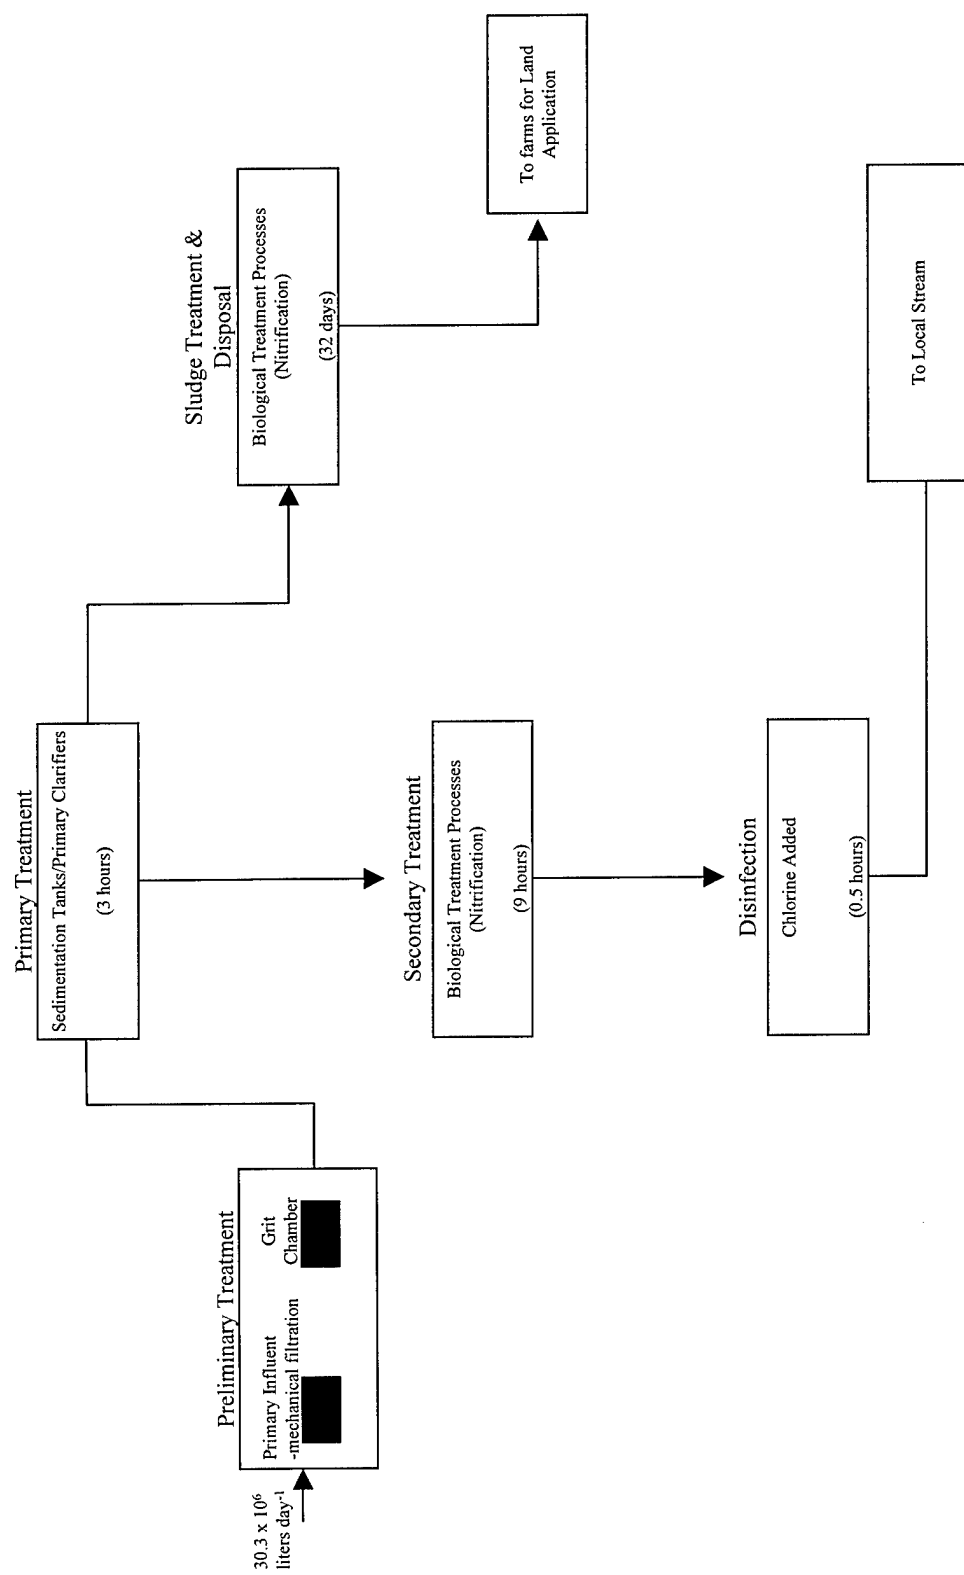 30.3 x 10⁶
liters day⁻¹
Preliminary Treatment
Primary Influent
-mechanical filtration
Grit
Chamber
Primary Treatment
Sedimentation Tanks/Primary Clarifiers
(3 hours)
Secondary Treatment
Biological Treatment Processes
(Nitrification)
(9 hours)
Disinfection
Chlorine Added
(0.5 hours)
Sludge Treatment &
Disposal
Biological Treatment Processes
(Nitrification)
(32 days)
To farms for Land
Application
To Local Stream